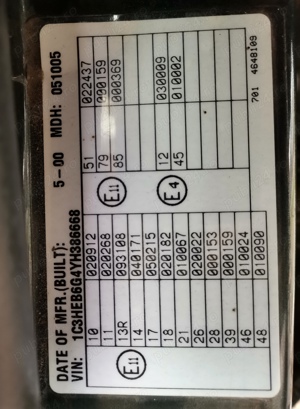 DATE OF MFR.(BUILT): 5-00 MDH: 051005
VIN: 1C3HEB6G4YH386668
10 020912 51 022437
11 020268 E11 79 000159
E11 13R 093108 85 000369
14 040171
17 050215
18 020182 E4 12 030009
21 010067 45 010002
26 020022
28 000153
39 000159
46 010024
48 010090
701 4648109